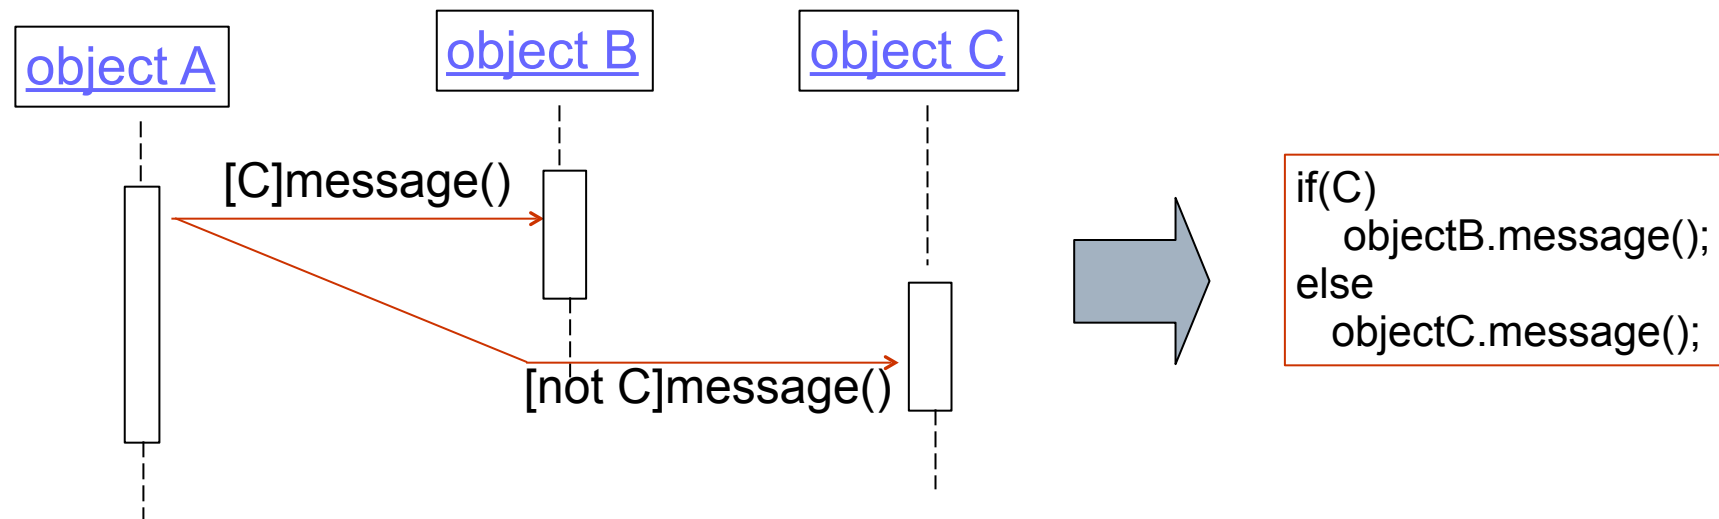 object A
object B
object C
[C]message()
[not C]message()
if(C)
objectB.message();
else
objectC.message();